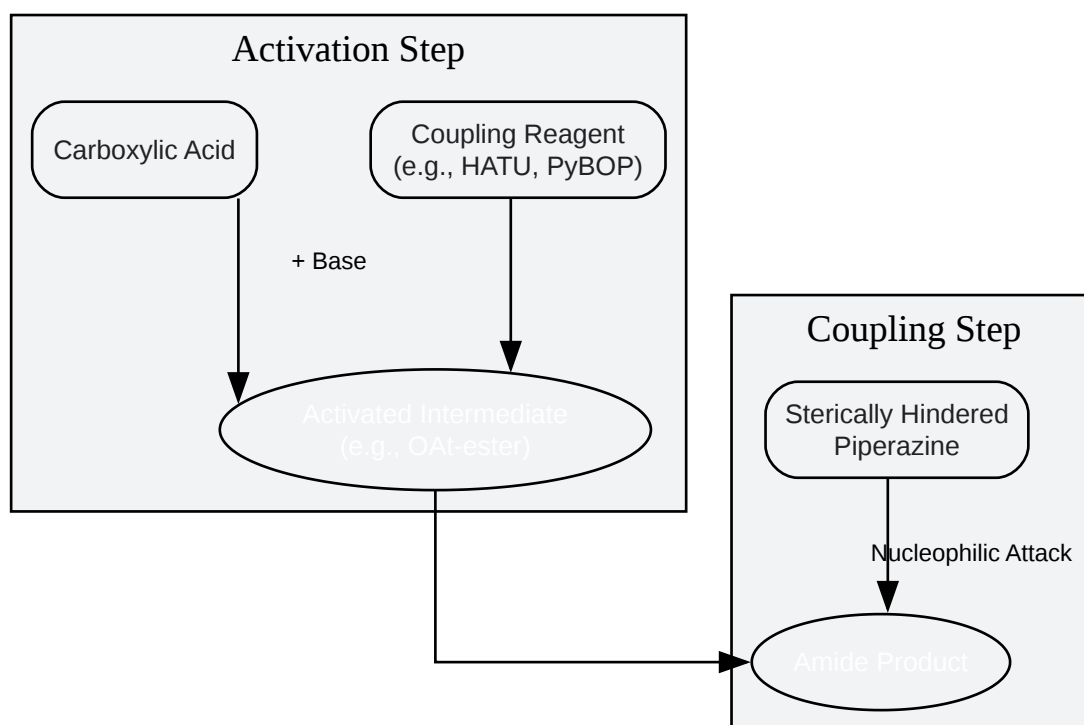 Activation Step
Carboxylic Acid
Coupling Reagent
(e.g., HATU, PyBOP)
+ Base
Activated Intermediate
(e.g., OAt-ester)
Coupling Step
Sterically Hindered
Piperazine
Nucleophilic Attack
Amide Product